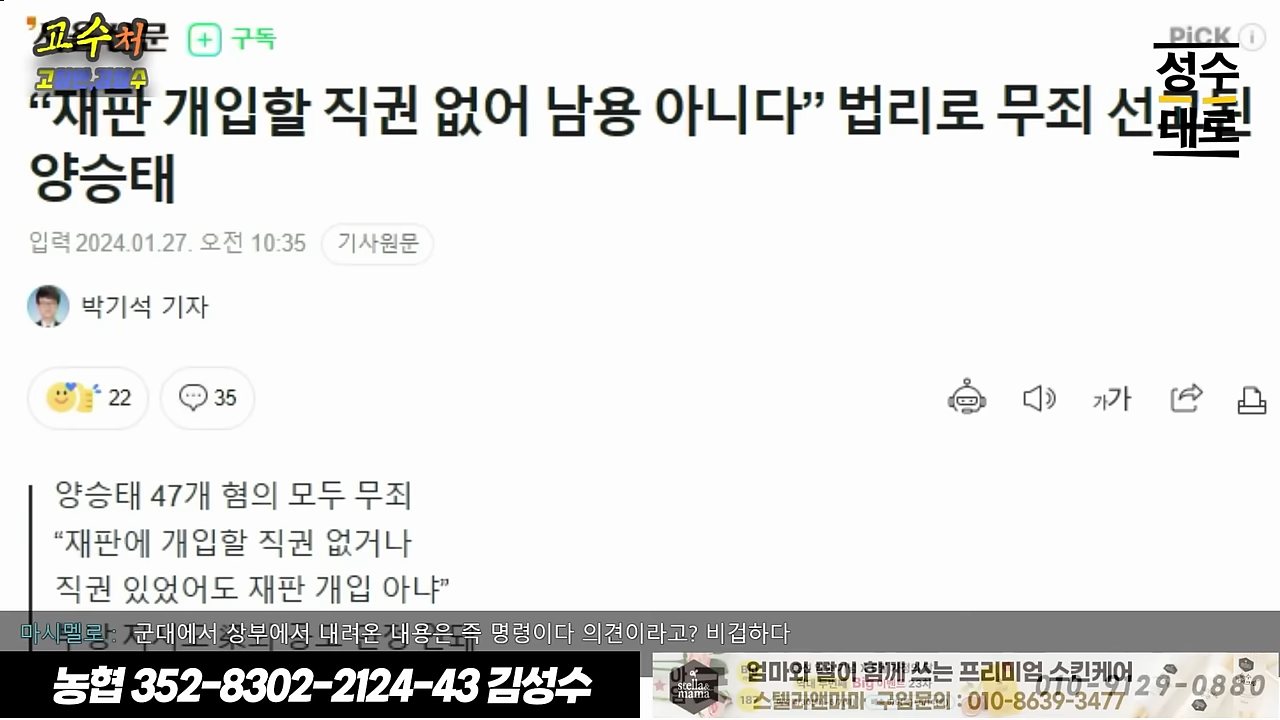 고수처
구독
PiCK
성수
대로
“재판 개입할 직권 없어 남용 아니다” 법리로 무죄
양승태
입력 2024.01.27. 오전 10:35 기사원문
박기석 기자
22 35
가가
양승태 47개 혐의 모두 무죄
“재판에 개입할 직권 없거나
직권 있었어도 재판 개입 아냐”
마시멜로 : 군대에서 상부에서 내려온 내용은 즉 명령이다 의견이라고? 비겁하다
농협 352-8302-2124-43 김성수
stella&
mama
엄마와 딸이 함께 쓰는 프리미엄 스킨케어
스텔라앤마마 구입문의 : 010-8639-3477
010-9129-0880